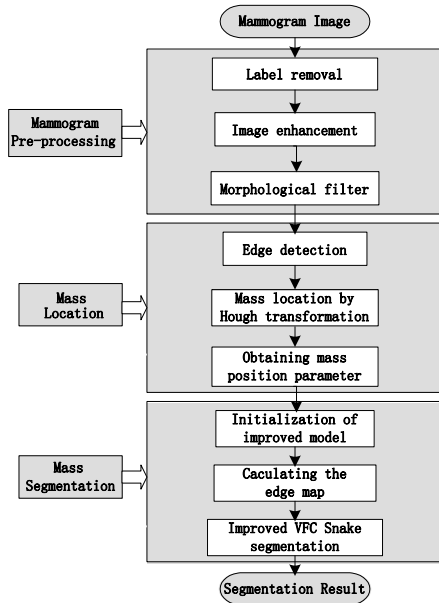 Mammogram Image
Label removal
Mammogram
Pre-processing
Image enhancement
Morphological filter
Edge detection
Mass
Location
Mass location by
Hough transformation
Obtaining mass
position parameter
Initialization of
improved model
Mass
Segmentation
Caculating the
edge map
Improved VFC Snake
segmentation
Segmentation Result